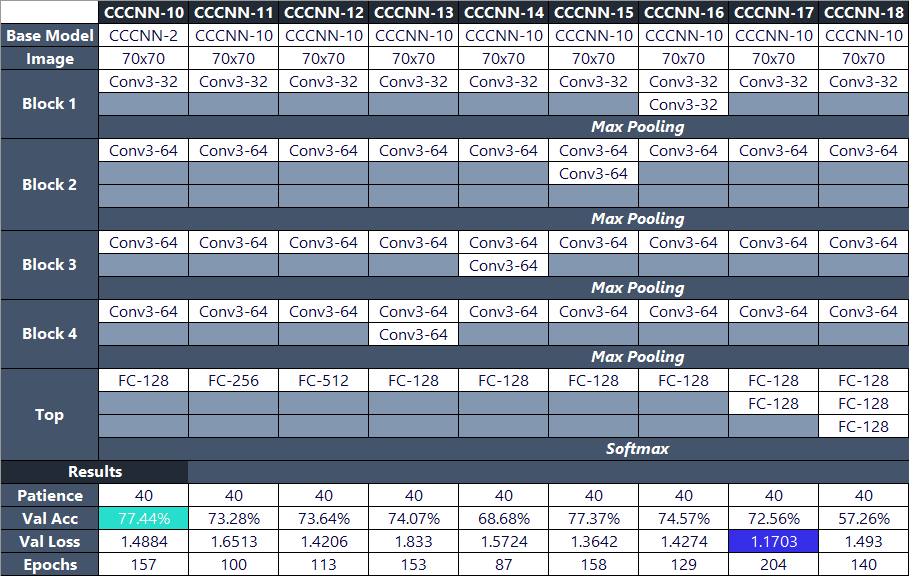 CCCNN-10 CCCNN-11 CCCNN-12 CCCNN-13 CCCNN-14 CCCNN-15 CCCNN-16 CCCNN-17 CCCNN-18
Base Model CCCNN-2 CCCNN-10 CCCNN-10 CCCNN-10 CCCNN-10 CCCNN-10 CCCNN-10 CCCNN-10 CCCNN-10
Image 70x70 70x70 70x70 70x70 70x70 70x70 70x70 70x70 70x70
Conv3-32 Conv3-32 Conv3-32 Conv3-32 Conv3-32 Conv3-32 Conv3-32 Conv3-32 Conv3-32
Block 1 Conv3-32
Max Pooling
Conv3-64 Conv3-64 Conv3-64 Conv3-64 Conv3-64 Conv3-64 Conv3-64 Conv3-64 Conv3-64
Conv3-64
Block 2
Max Pooling
Conv3-64 Conv3-64 Conv3-64 Conv3-64 Conv3-64 Conv3-64 Conv3-64 Conv3-64 Conv3-64
Block 3 Conv3-64
Max Pooling
Conv3-64 Conv3-64 Conv3-64 Conv3-64 Conv3-64 Conv3-64 Conv3-64 Conv3-64 Conv3-64
Block 4 Conv3-64
Max Pooling
FC-128 FC-256 FC-512 FC-128 FC-128 FC-128 FC-128 FC-128 FC-128
Top FC-128 FC-128
FC-128
Softmax
Results
Patience 40 40 40 40 40 40 40 40 40
Val Acc 77.44% 73.28% 73.64% 74.07% 68.68% 77.37% 74.57% 72.56% 57.26%
Val Loss 1.4884 1.6513 1.4206 1.833 1.5724 1.3642 1.4274 1.1703 1.493
Epochs 157 100 113 153 87 158 129 204 140